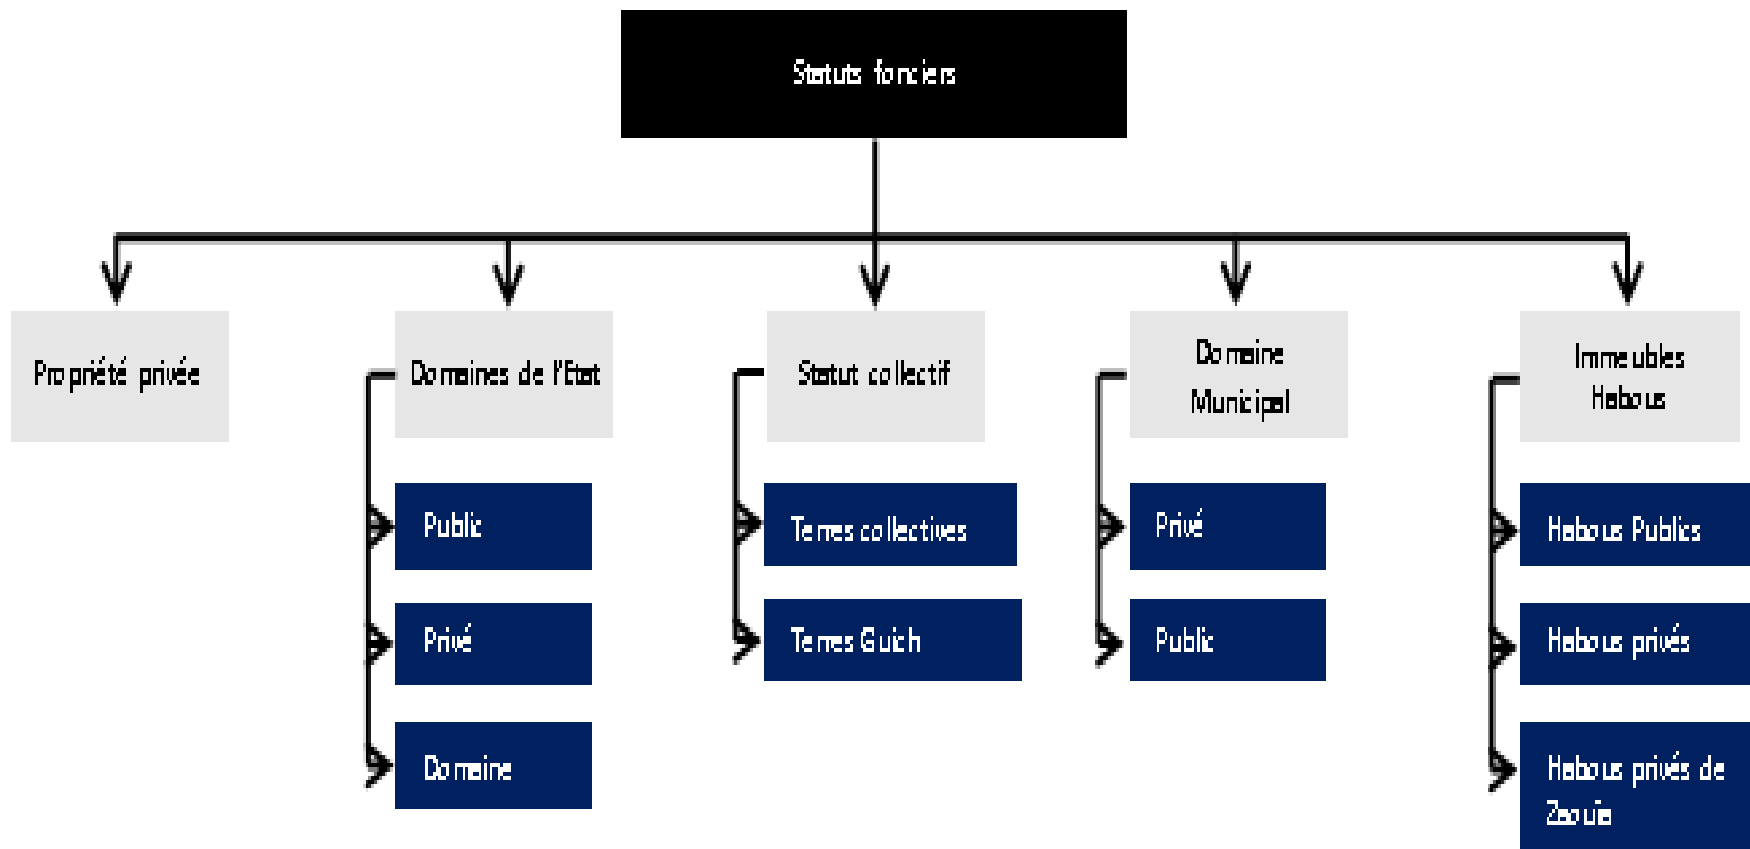 Statuts fonciers
Propriété privée
Domaines de l'Etat
Public
Privé
Domaine
Statut collectif
Terres collectives
Terres Guich
Domaine
Municipal
Privé
Public
Immeubles
Habous
Habous Publics
Habous privés
Habous privés de
Zaouia